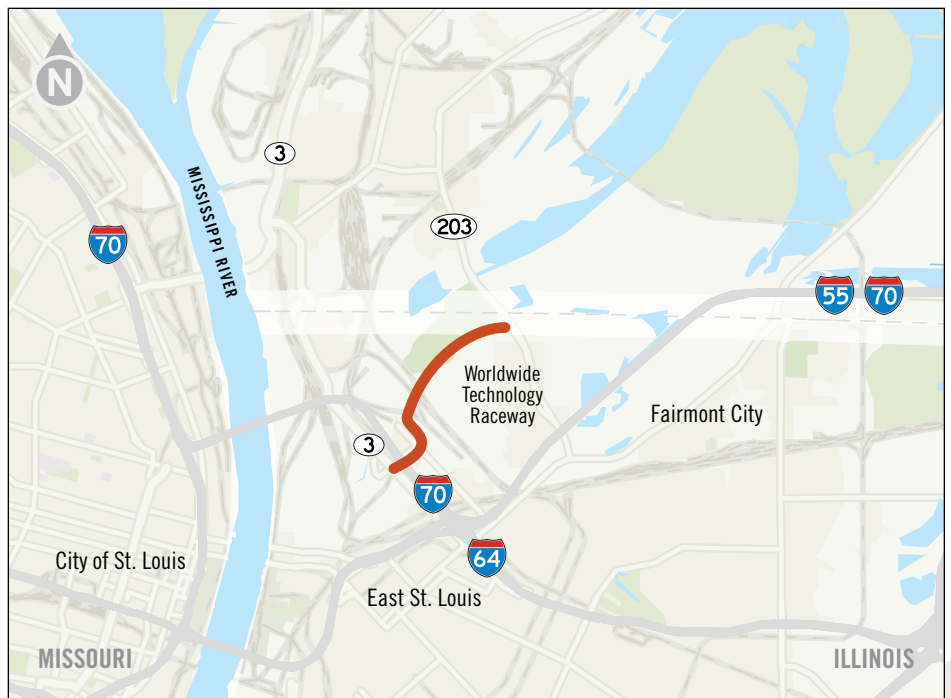 N
3
MISSISSIPPI RIVER
203
70
55
70
Worldwide
Technology
Raceway
Fairmont City
3
70
64
City of St. Louis
East St. Louis
MISSOURI
ILLINOIS